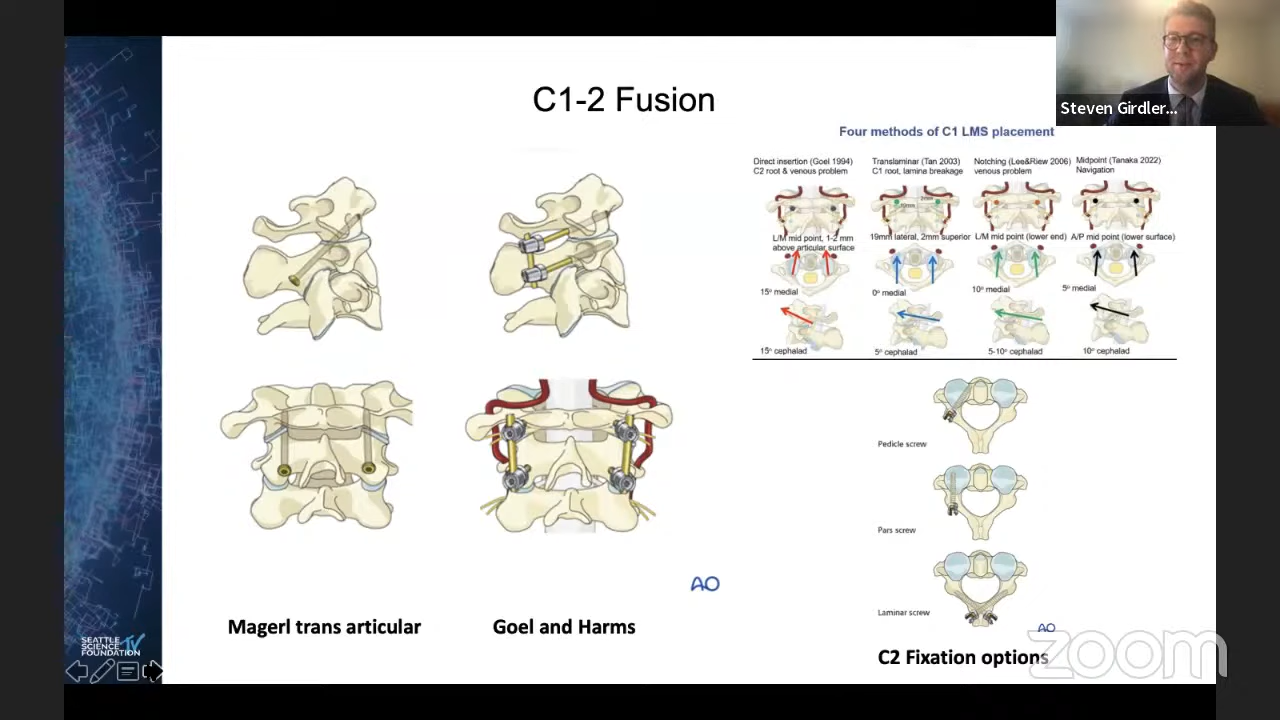 C1-2 Fusion
Steven Girdler...
Four methods of C1 LMS placement
Direct insertion (Goel 1994)
C2 root & venous problem
Translaminar (Tan 2003)
C1 root, lamina breakage
Notching (Lee&Riew 2006)
venous problem
Midpoint (Tanaka 2022)
Navigation
L/M mid point, 1-2 mm
above articular surface
19mm lateral, 2mm superior
L/M mid point (lower end)
A/P mid point (lower surface)
15° medial
0° medial
10° medial
5° medial
15° cephalad
5° cephalad
5-10° cephalad
10° cephalad
Pedicle screw
Pars screw
Laminar screw
AO
AO
Magerl trans articular
Goel and Harms
C2 Fixation options
SEATTLE
SCIENCE
FOUNDATION
TV
zoom